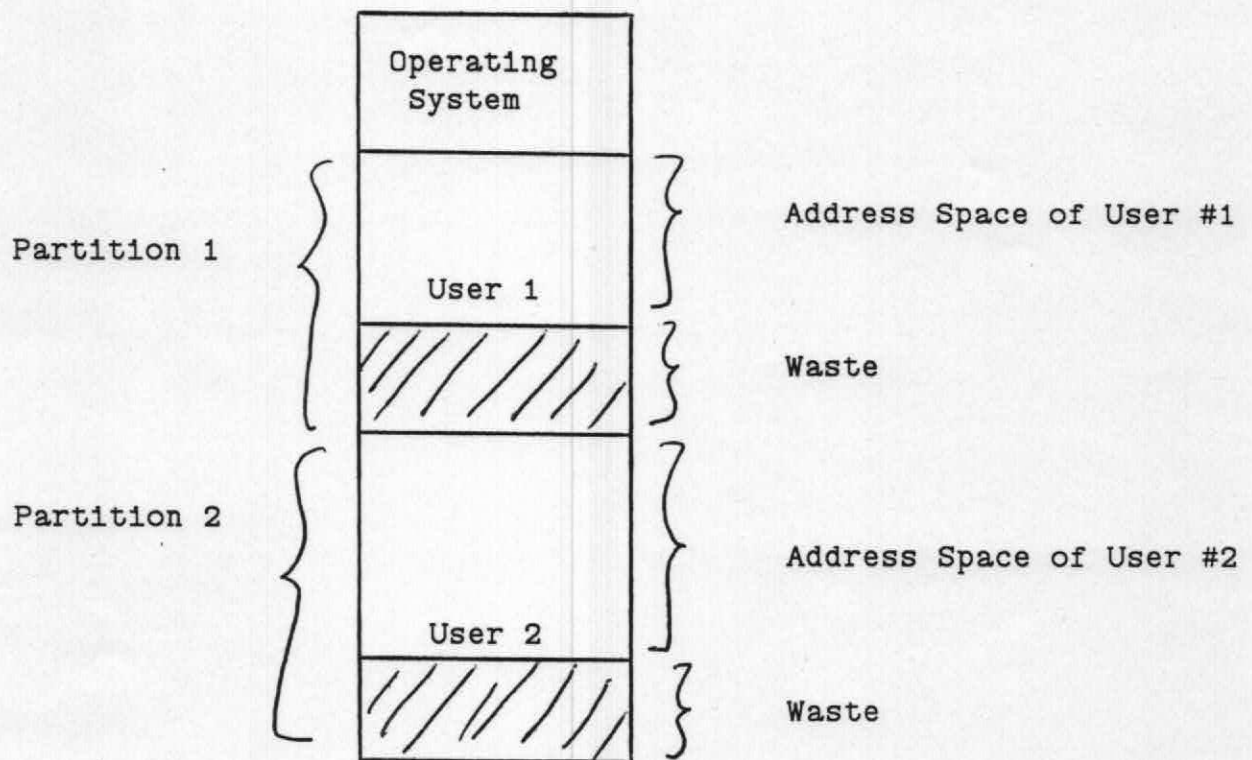 Operating
System
Address Space of User #1
Partition 1
User 1
Waste
Partition 2
Address Space of User #2
User 2
Waste